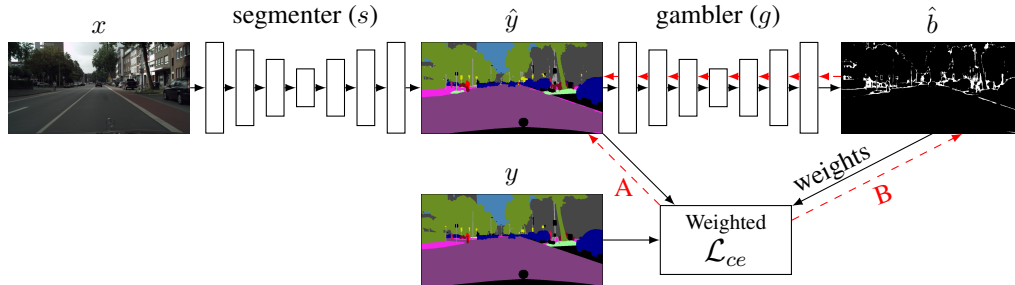 segmenter (s)
gambler (g)
x
ŷ
b̂
A
weights
B
y
Weighted
ℒce